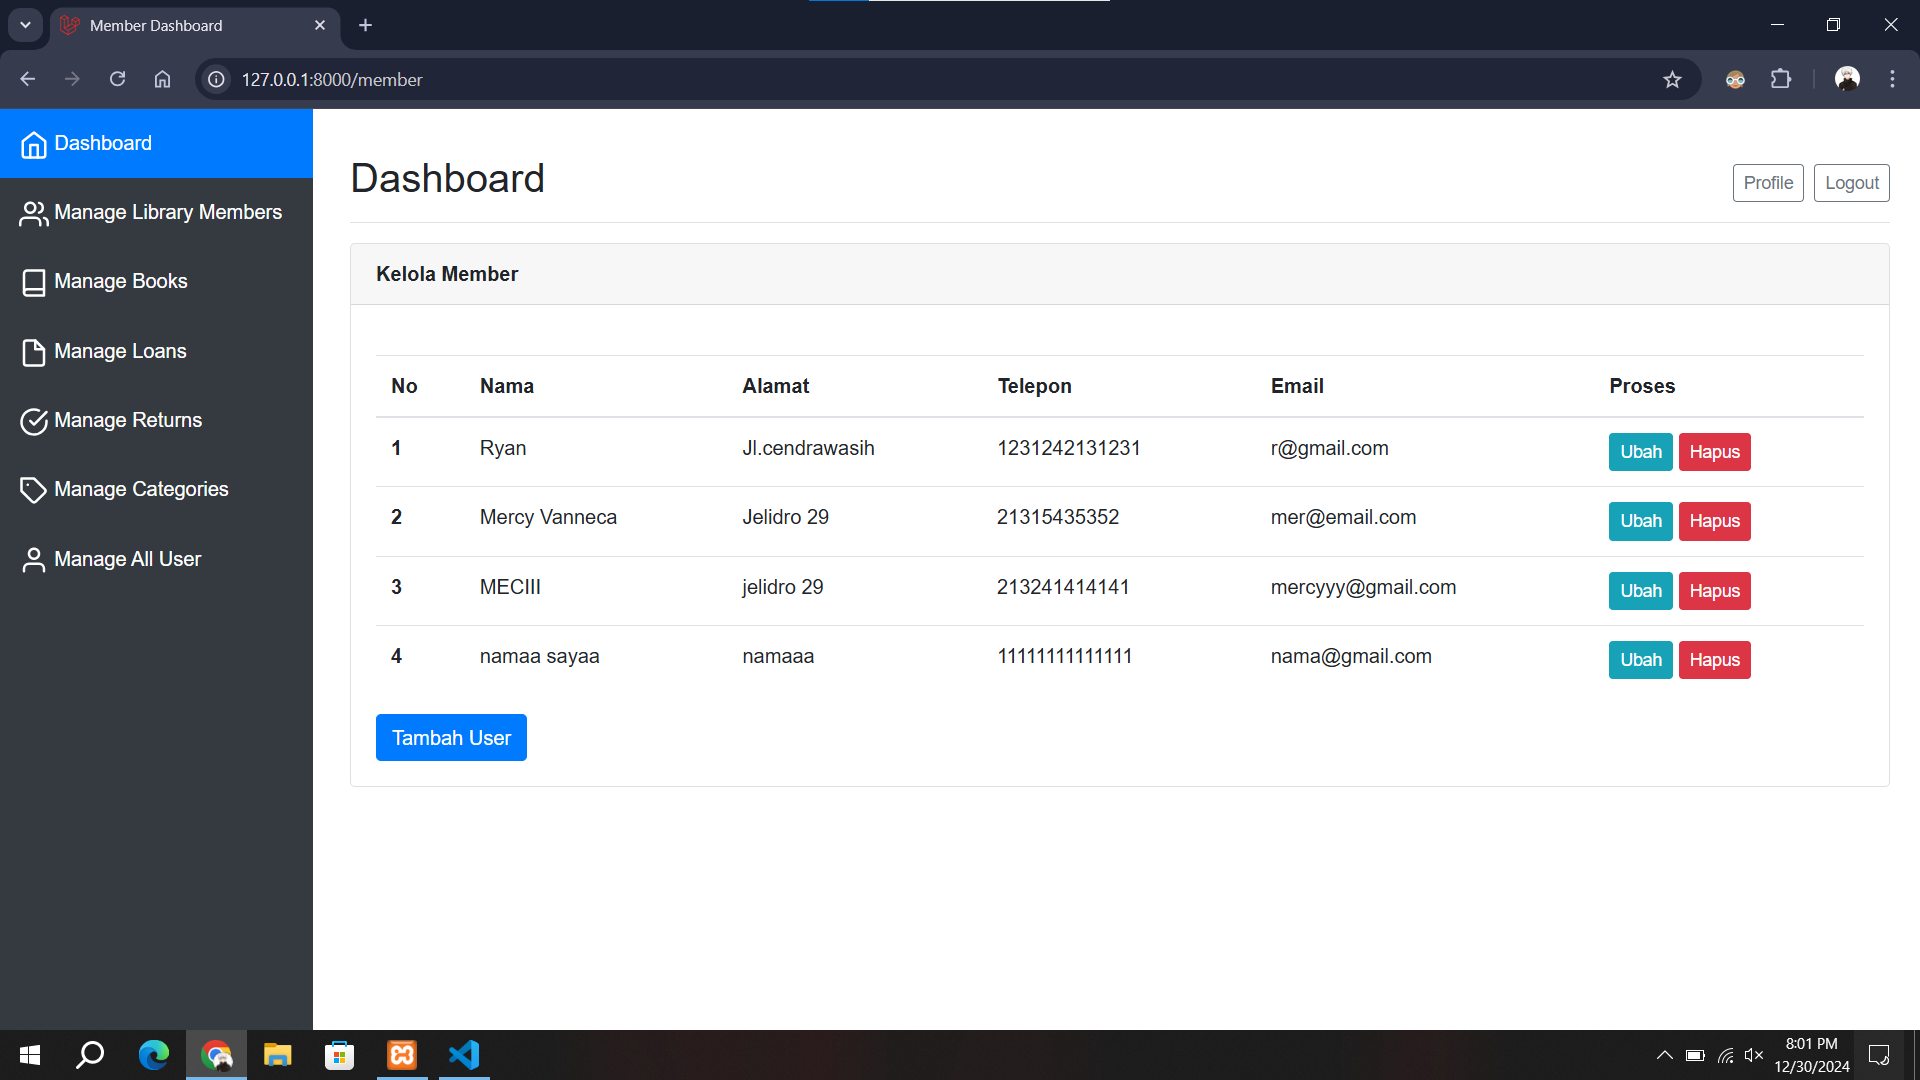 Member Dashboard
127.0.0.1:8000/member
Dashboard
Manage Library Members
Manage Books
Manage Loans
Manage Returns
Manage Categories
Manage All User
Dashboard
Profile Logout
Kelola Member
No Nama Alamat Telepon Email Proses
1 Ryan Jl.cendrawasih 1231242131231 r@gmail.com Ubah Hapus
2 Mercy Vanneca Jelidro 29 21315435352 mer@email.com Ubah Hapus
3 MECIII jelidro 29 213241414141 mercyyy@gmail.com Ubah Hapus
4 namaa sayaa namaaa 11111111111111 nama@gmail.com Ubah Hapus
Tambah User
8:01 PM
12/30/2024